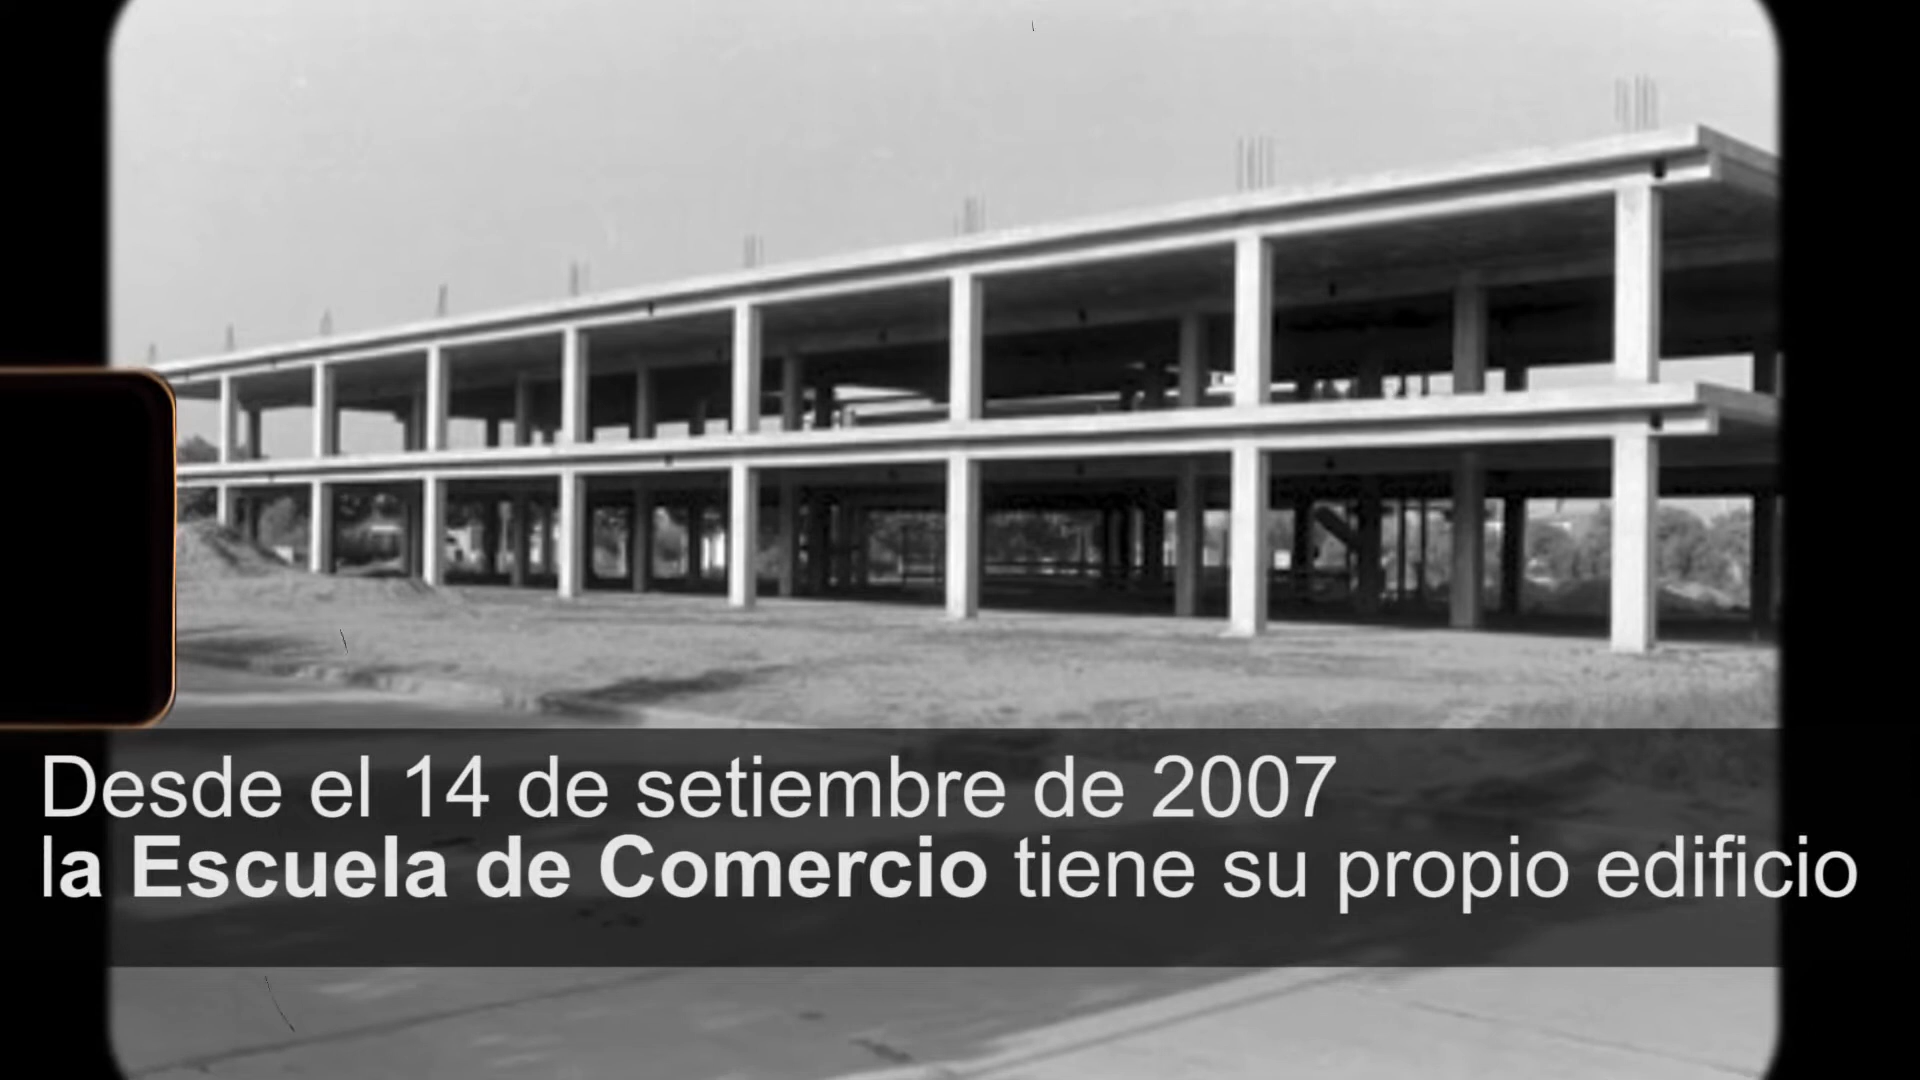 Desde el 14 de setiembre de 2007
la Escuela de Comercio tiene su propio edificio